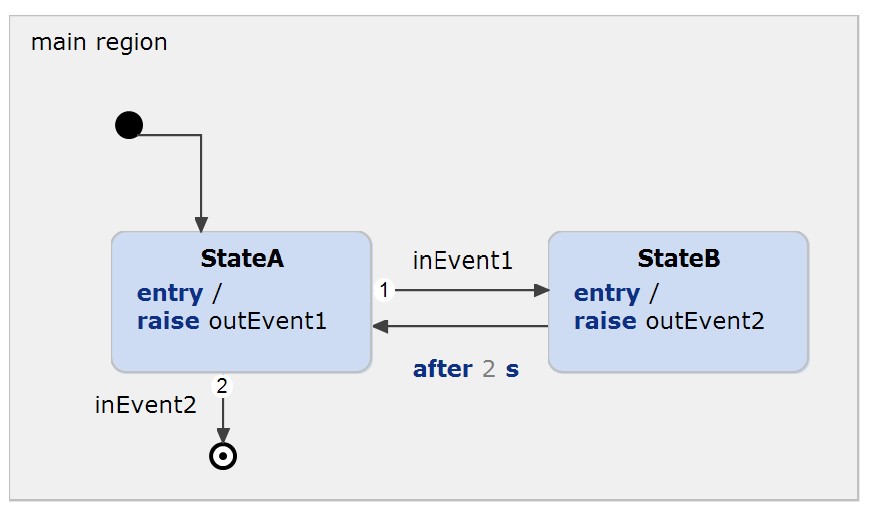 main region
StateA
entry /
raise outEvent1
inEvent1
1
after 2 s
StateB
entry /
raise outEvent2
2
inEvent2